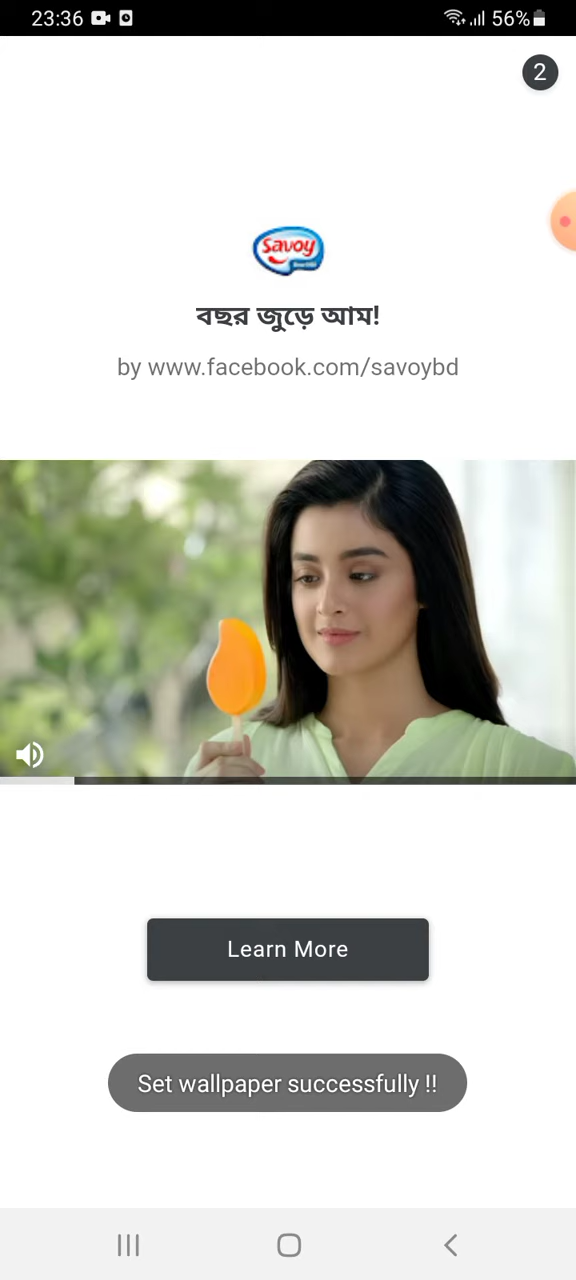 23:36
56%
2
Savoy
বছর জুড়ে আম!
by www.facebook.com/savoybd
Learn More
Set wallpaper successfully !!